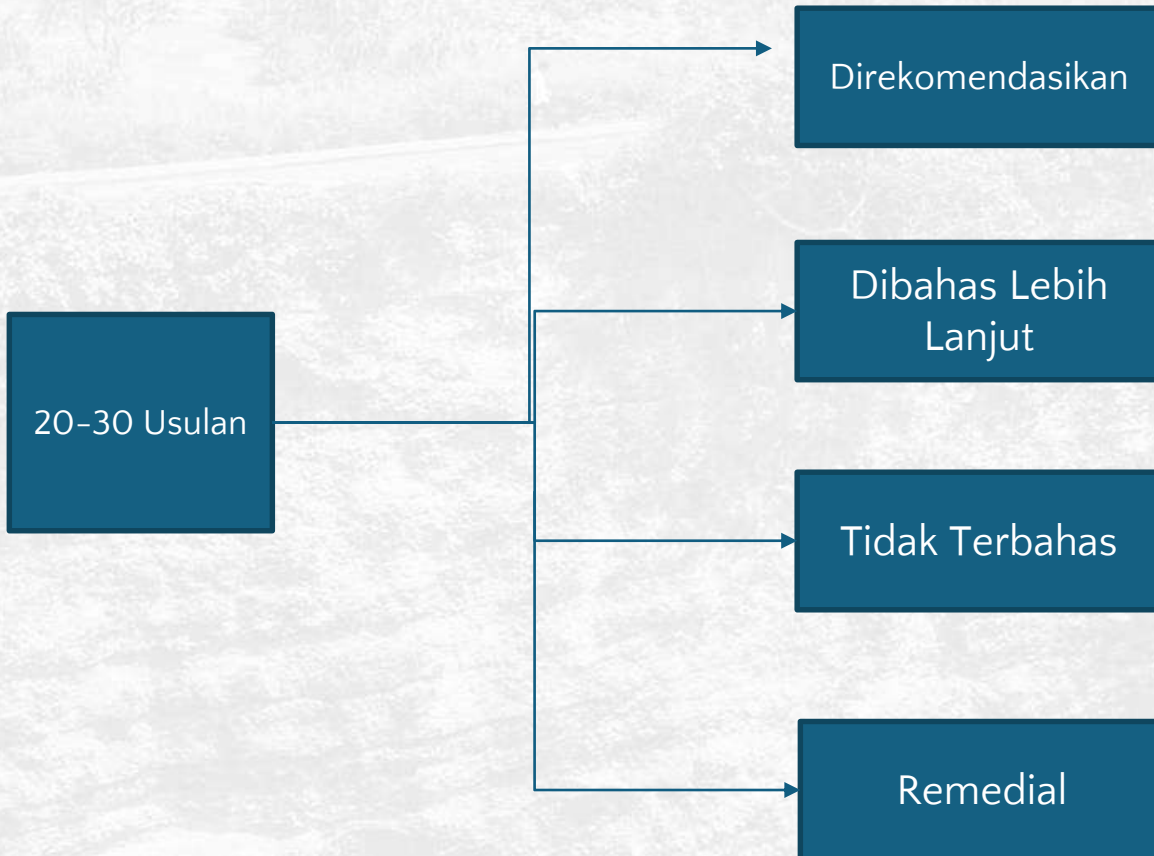 Direkomendasikan
Dibahas Lebih
Lanjut
20-30 Usulan
Tidak Terbahas
Remedial